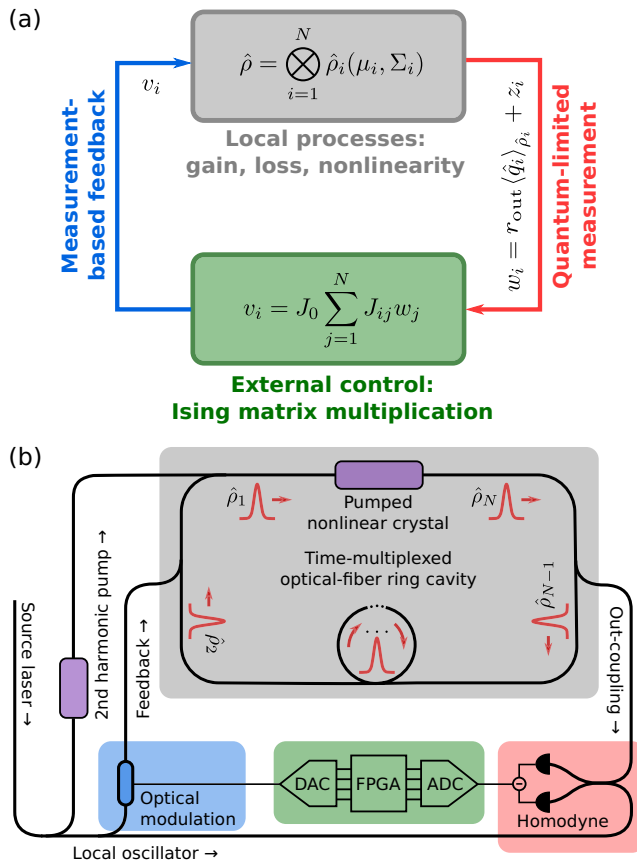 (a)
ρ̂ = ⨂_{i=1}^{N} ρ̂_i(μ_i, Σ_i)
v_i
Local processes:
gain, loss, nonlinearity
Measurement-
based feedback
w_i = r_out ⟨q̂_i⟩_{ρ̂_i} + z_i
Quantum-limited
measurement
v_i = J_0 ∑_{j=1}^{N} J_{ij} w_j
External control:
Ising matrix multiplication
(b)
ρ̂_1
Pumped
nonlinear crystal
ρ̂_N
Time-multiplexed
optical-fiber ring cavity
ρ̂_2
ρ̂_{N−1}
...
...
Source laser →
2nd harmonic pump →
Feedback →
Out-coupling →
Optical
modulation
DAC
FPGA
ADC
−
Homodyne
Local oscillator →